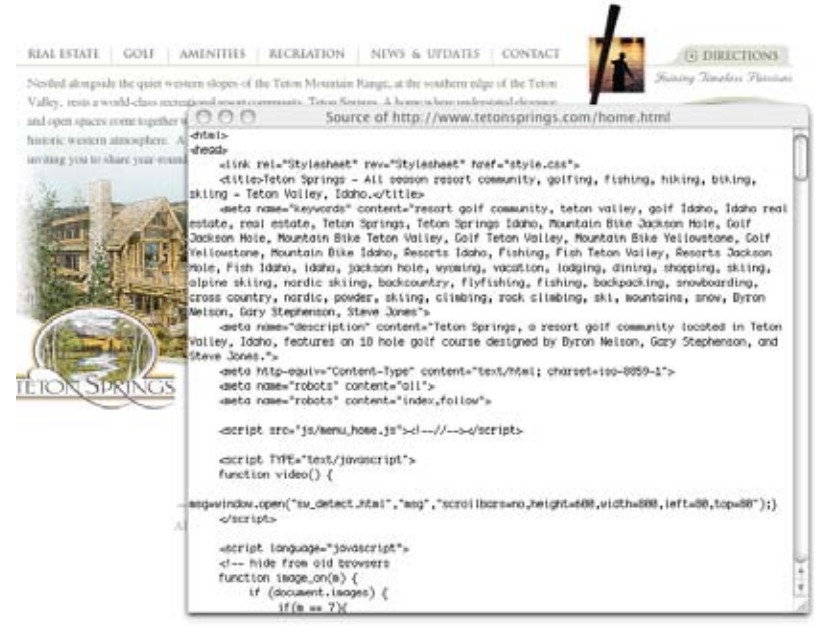 REAL ESTATE GOLF AMENITIES RECREATION NEWS & UPDATES CONTACT DIRECTIONS
Sharing Timeless Passions
Nestled alongside the quiet western slopes of the Teton Mountain Range, at the southern edge of the Teton
Valley, rests a world-class recreational resort community, Teton Springs. A home where understated elegance
and open spaces come together
historic western atmosphere. A
inviting you to share year-round
TETON SPRINGS
Source of http://www.tetonsprings.com/home.html
<html>
<head>
<link rel="Stylesheet" rev="Stylesheet" href="style.css">
<title>Teton Springs - All season resort community, golfing, fishing, hiking, biking,
skiing - Teton Valley, Idaho.</title>
<meta name="keywords" content="resort golf community, teton valley, golf Idaho, Idaho real
estate, real estate, Teton Springs, Teton Springs Idaho, Mountain Bike Jackson Hole, Golf
Jackson Hole, Mountain Bike Teton Valley, Golf Teton Valley, Mountain Bike Yellowstone, Golf
Yellowstone, Mountain Bike Idaho, Resorts Idaho, Fishing, Fish Teton Valley, Resorts Jackson
Hole, Fish Idaho, idaho, jackson hole, wyoming, vacation, lodging, dining, shopping, skiing,
alpine skiing, nordic skiing, backcountry, flyfishing, fishing, backpacking, snowboarding,
cross country, nordic, powder, skiing, climbing, rock climbing, ski, mountains, snow, Byron
Nelson, Gary Stephenson, Steve Jones">
<meta name="description" content="Teton Springs, a resort golf community located in Teton
Valley, Idaho, features an 18 hole golf course designed by Byron Nelson, Gary Stephenson, and
Steve Jones.">
<meta http-equiv="Content-Type" content="text/html; charset=iso-8859-1">
<meta name="robots" content="all">
<meta name="robots" content="index,follow">
<script src="js/menu_home.js"><!--//--></script>
<script TYPE="text/javascript">
function video() {
msg=window.open("sw_detect.html","msg","scrollbars=no,height=600,width=800,left=80,top=80");}
</script>
<script language="javascript">
<!-- hide from old browsers
function image_on(m) {
if (document.images) {
if(m == 7){